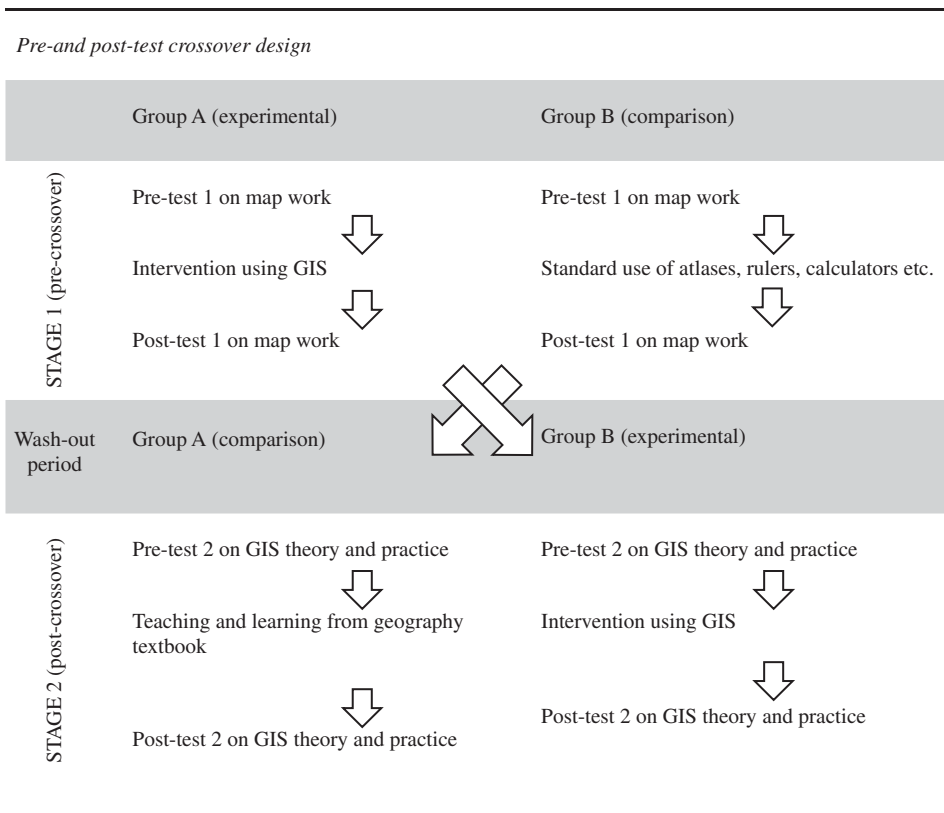 Pre-and post-test crossover design
Group A (experimental)
Group B (comparison)
STAGE 1 (pre-crossover)
Pre-test 1 on map work
Pre-test 1 on map work
Intervention using GIS
Standard use of atlases, rulers, calculators etc.
Post-test 1 on map work
Post-test 1 on map work
Wash-out
period
Group A (comparison)
Group B (experimental)
STAGE 2 (post-crossover)
Pre-test 2 on GIS theory and practice
Pre-test 2 on GIS theory and practice
Teaching and learning from geography
textbook
Intervention using GIS
Post-test 2 on GIS theory and practice
Post-test 2 on GIS theory and practice